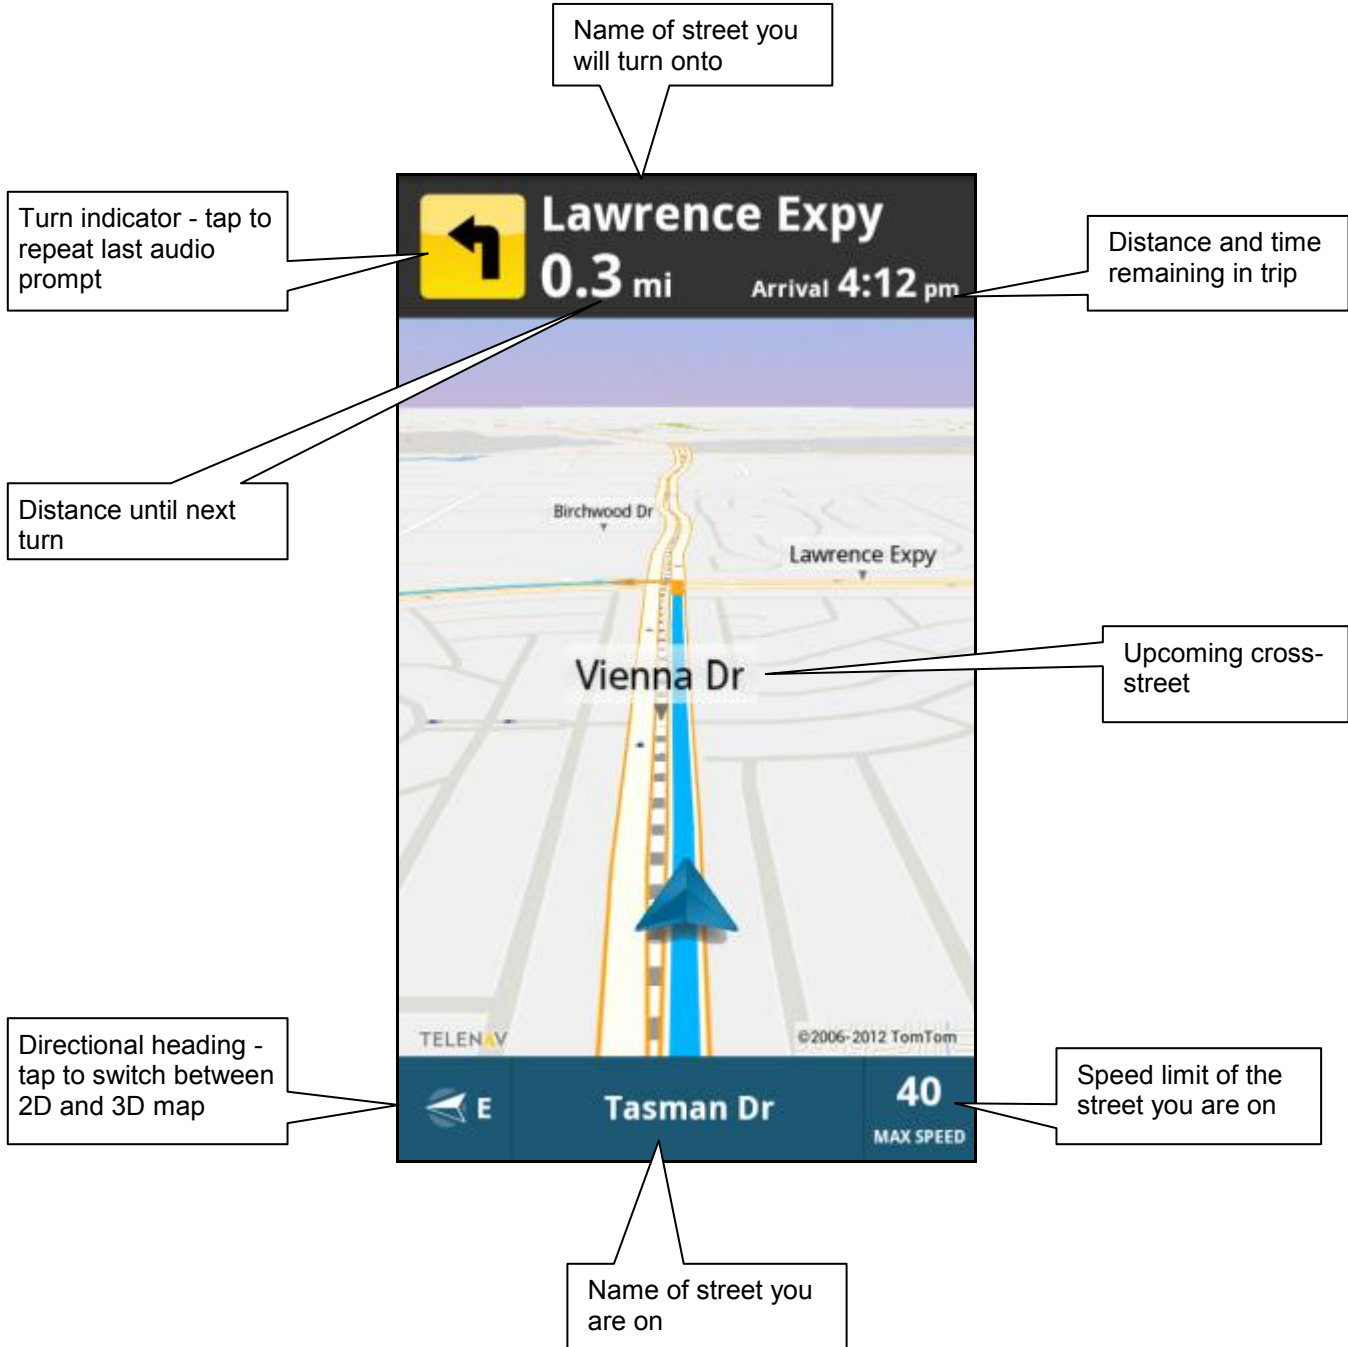 Name of street you
will turn onto
Turn indicator - tap to
repeat last audio
prompt
Lawrence Expy
0.3 mi
Arrival 4:12 pm
Distance and time
remaining in trip
Distance until next
turn
Birchwood Dr
Lawrence Expy
Vienna Dr
Upcoming cross-
street
TELENAV
©2006-2012 TomTom
Directional heading -
tap to switch between
2D and 3D map
E
Tasman Dr
40
MAX SPEED
Speed limit of the
street you are on
Name of street you
are on